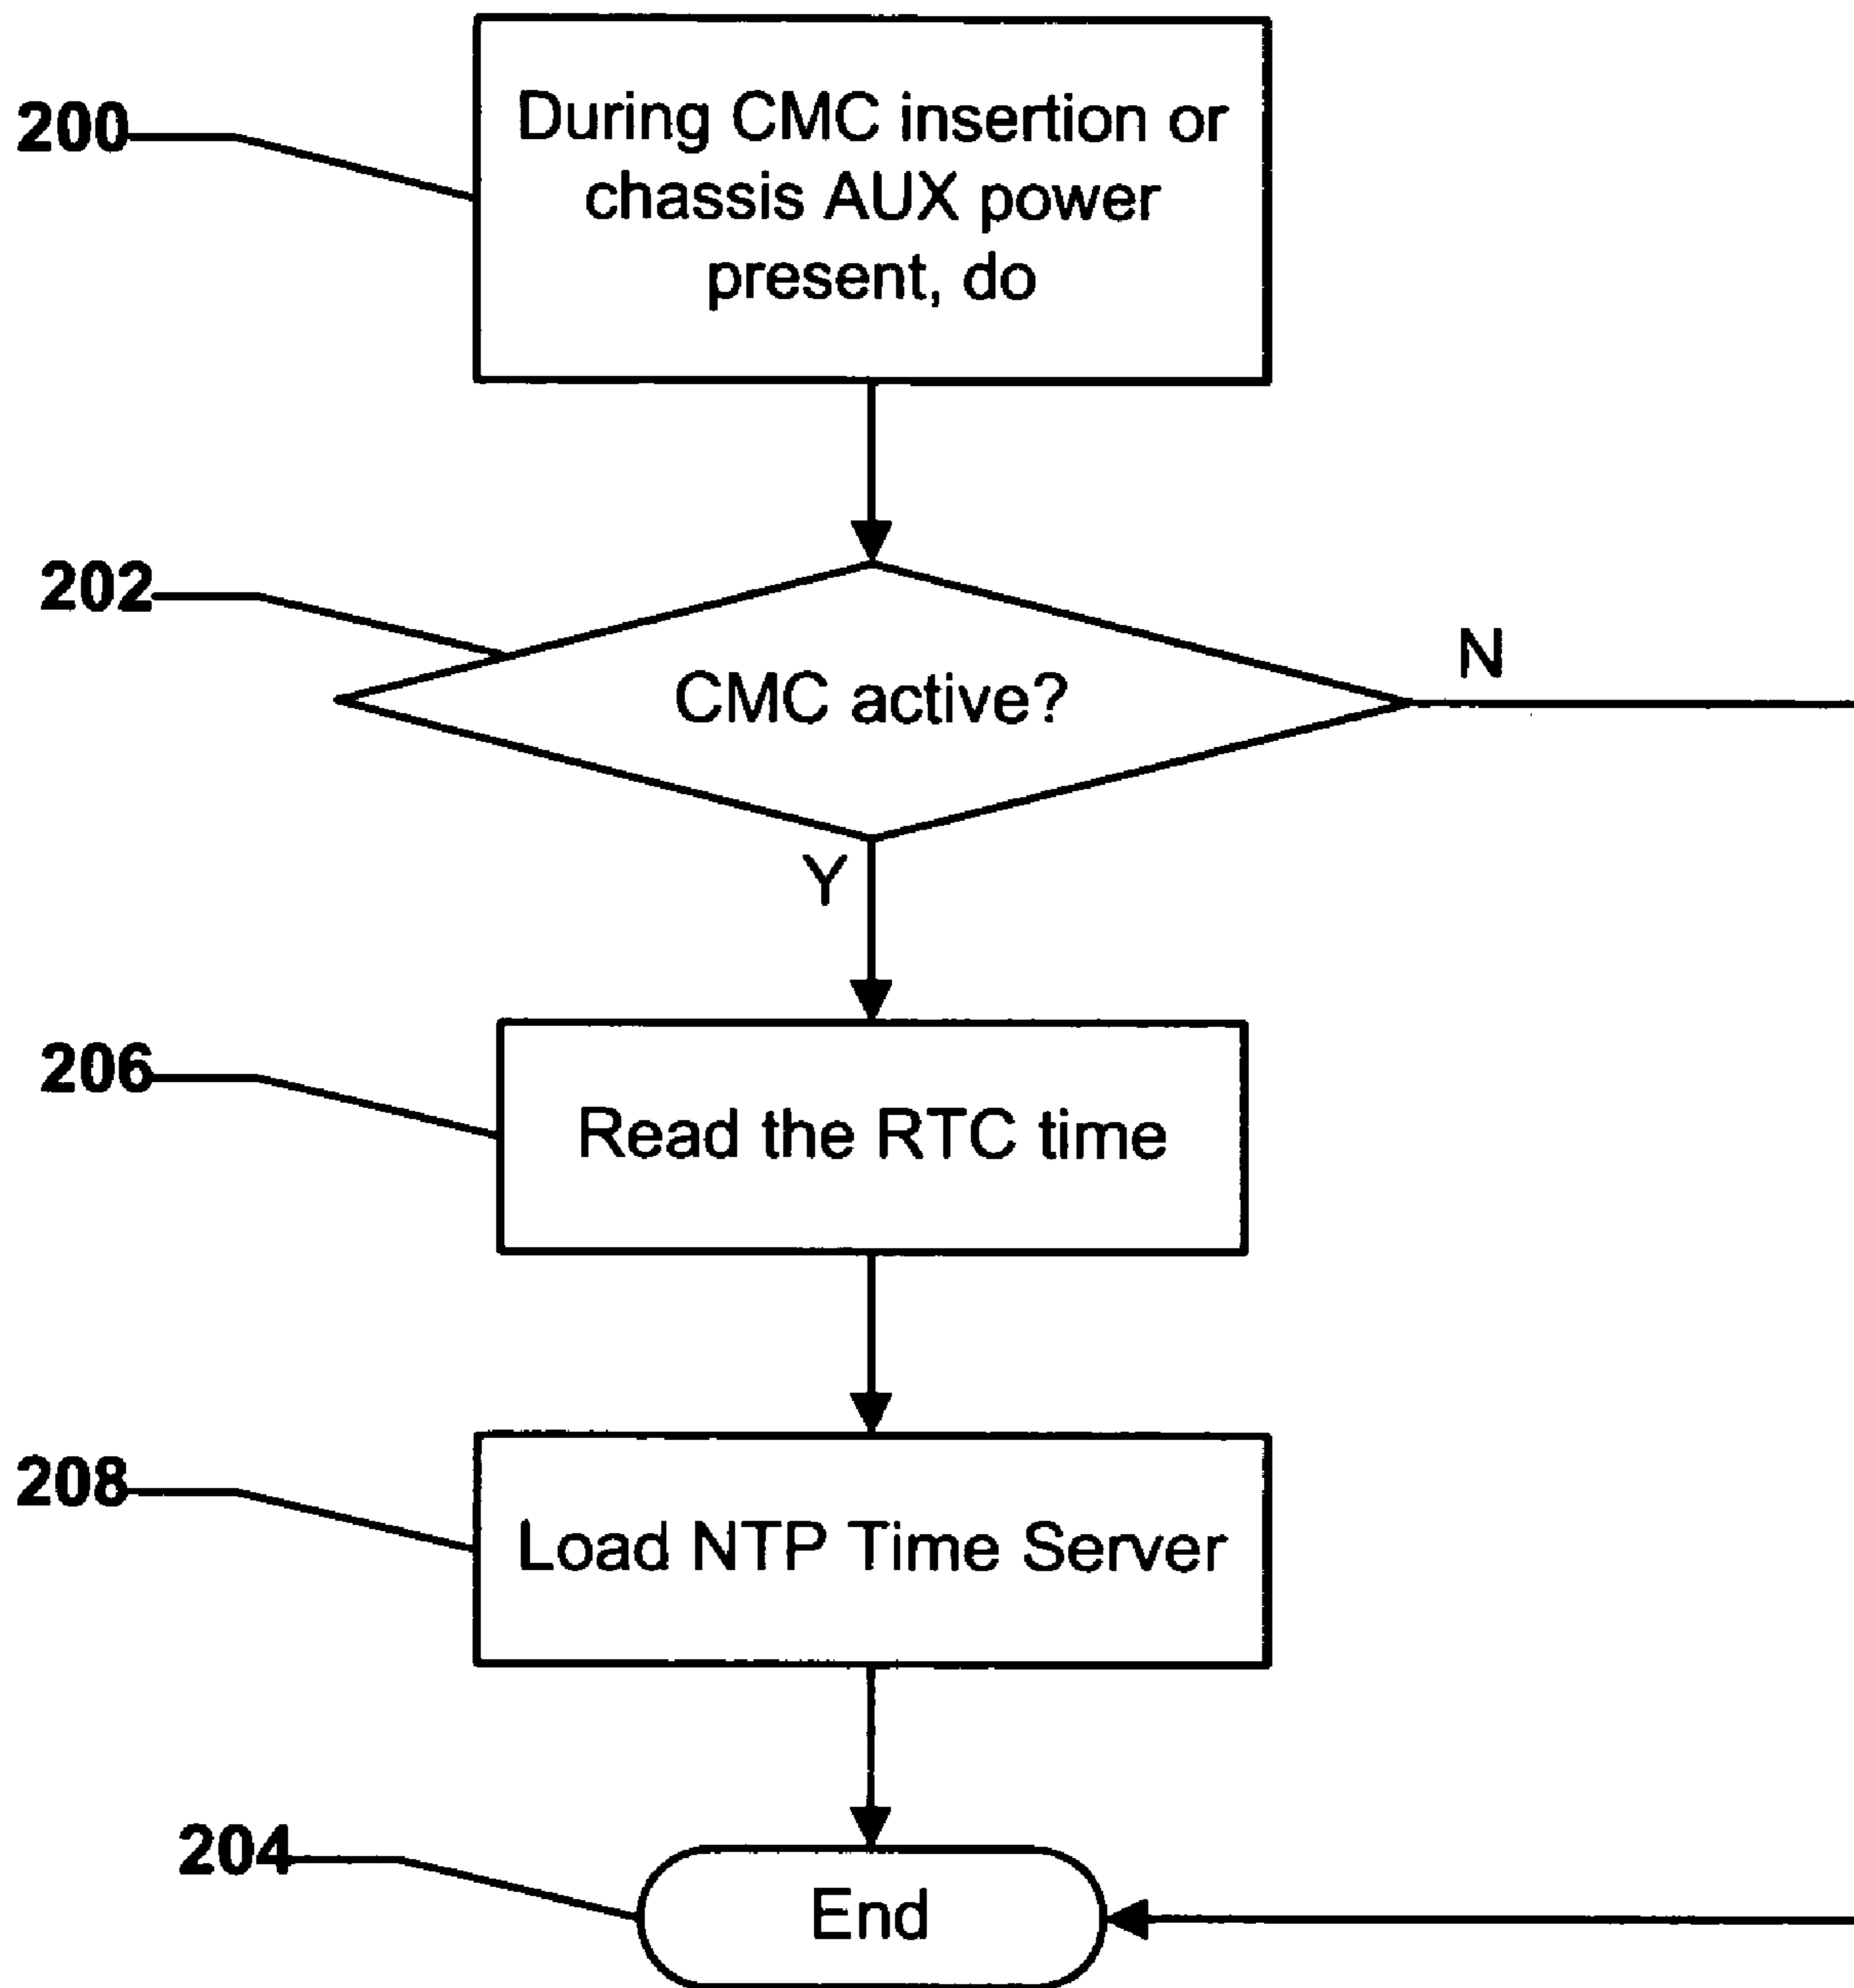 200
During CMC insertion or
chassis AUX power
present, do
202
CMC active?
N
Y
206
Read the RTC time
208
Load NTP Time Server
204
End